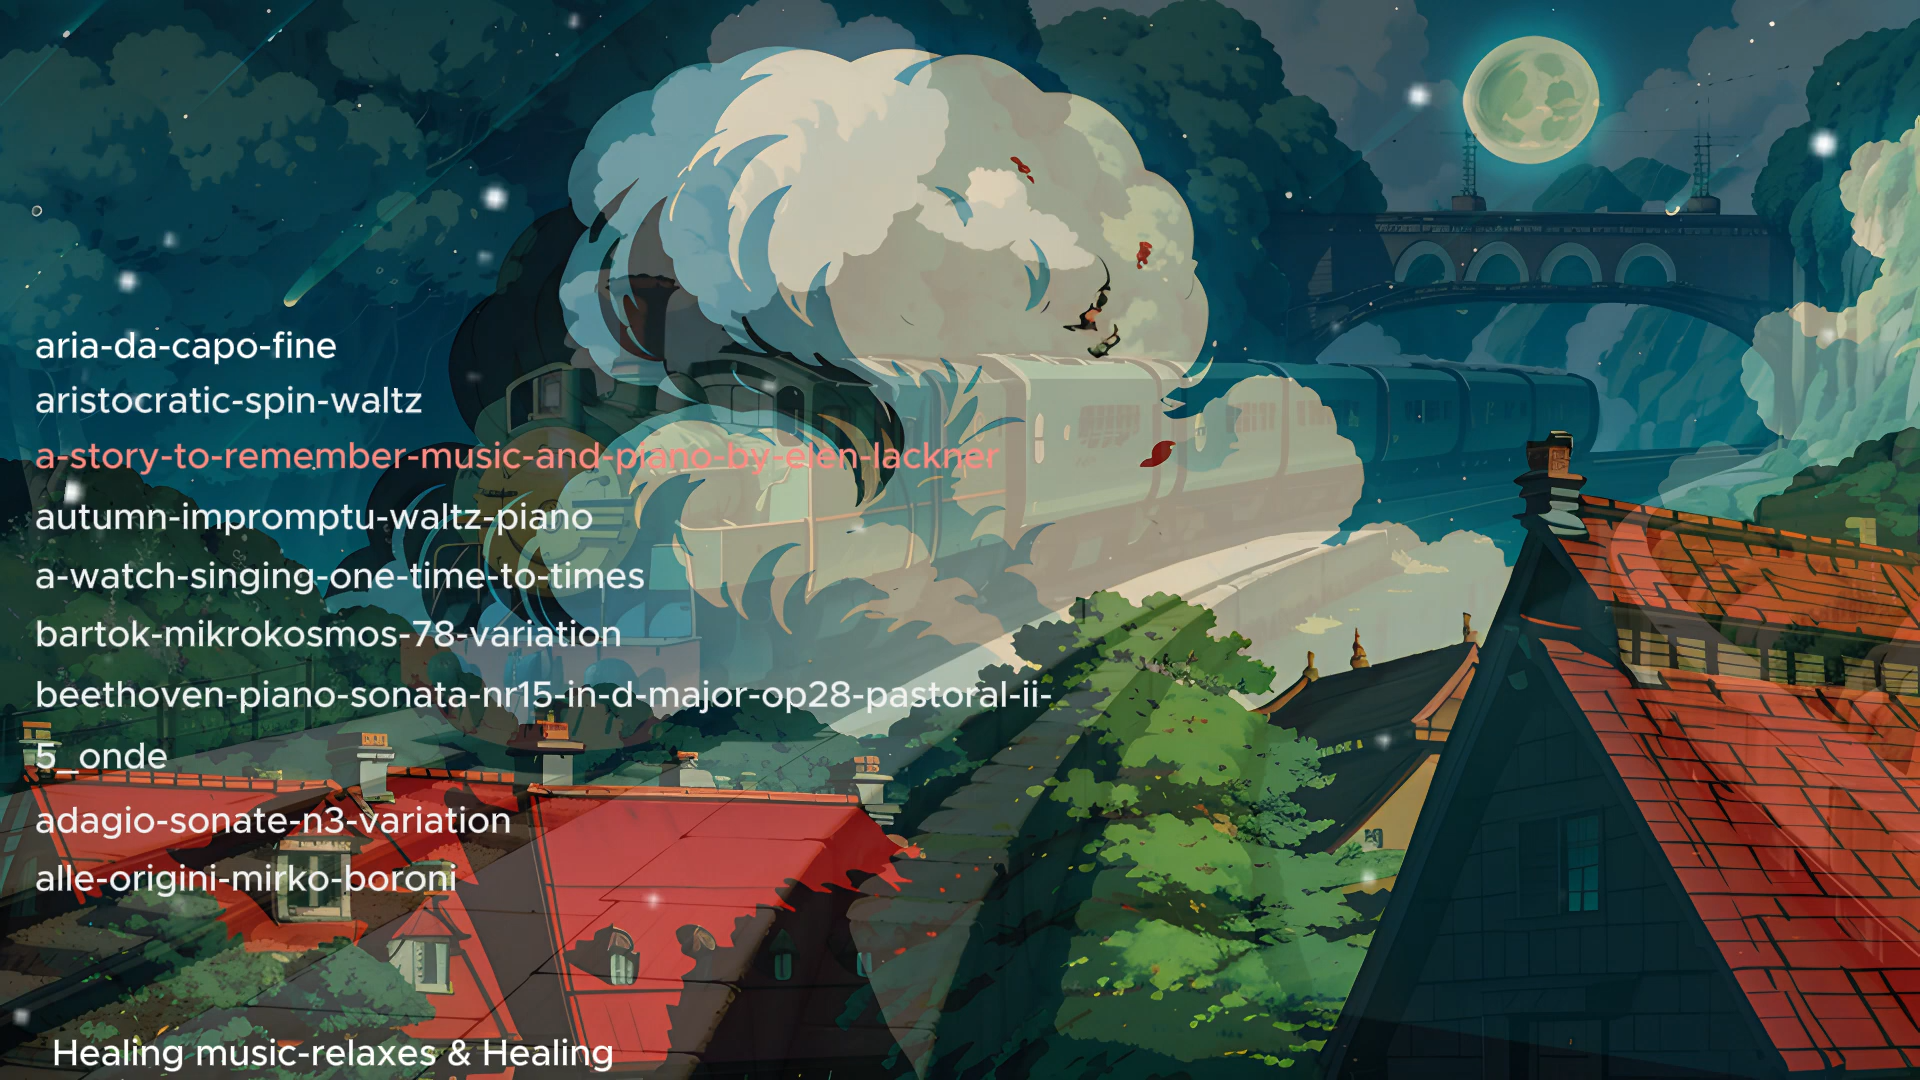 aria-da-capo-fine
aristocratic-spin-waltz
a-story-to-remember-music-and-piano-by-elen-lackner
autumn-impromptu-waltz-piano
a-watch-singing-one-time-to-times
bartok-mikrokosmos-78-variation
beethoven-piano-sonata-nr15-in-d-major-op28-pastoral-ii-
5_onde
adagio-sonate-n3-variation
alle-origini-mirko-boroni
Healing music-relaxes & Healing